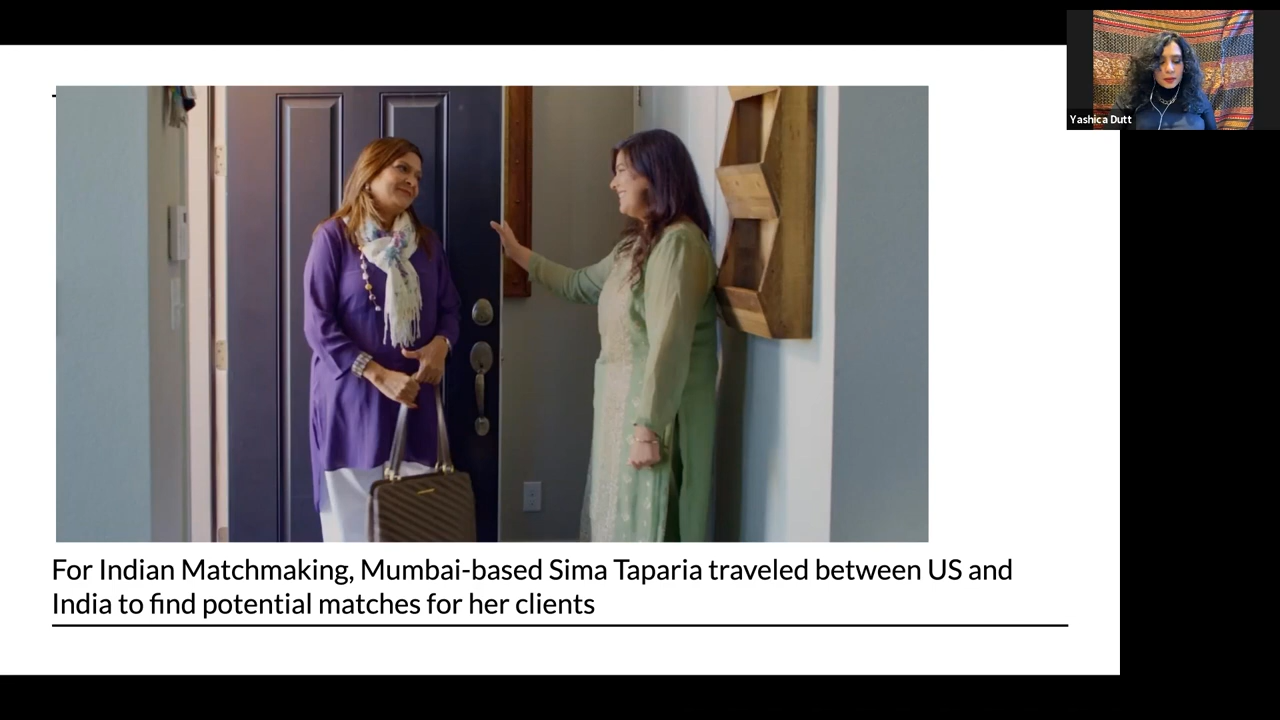 Yashica Dutt
For Indian Matchmaking, Mumbai-based Sima Taparia traveled between US and
India to find potential matches for her clients